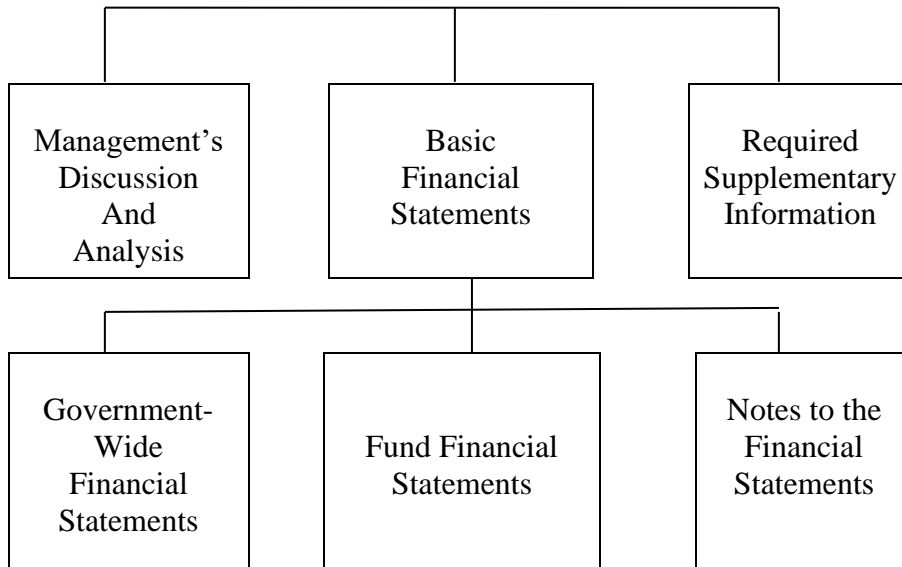 Management’s
Discussion
And
Analysis
Basic
Financial
Statements
Required
Supplementary
Information
Government-
Wide
Financial
Statements
Fund Financial
Statements
Notes to the
Financial
Statements